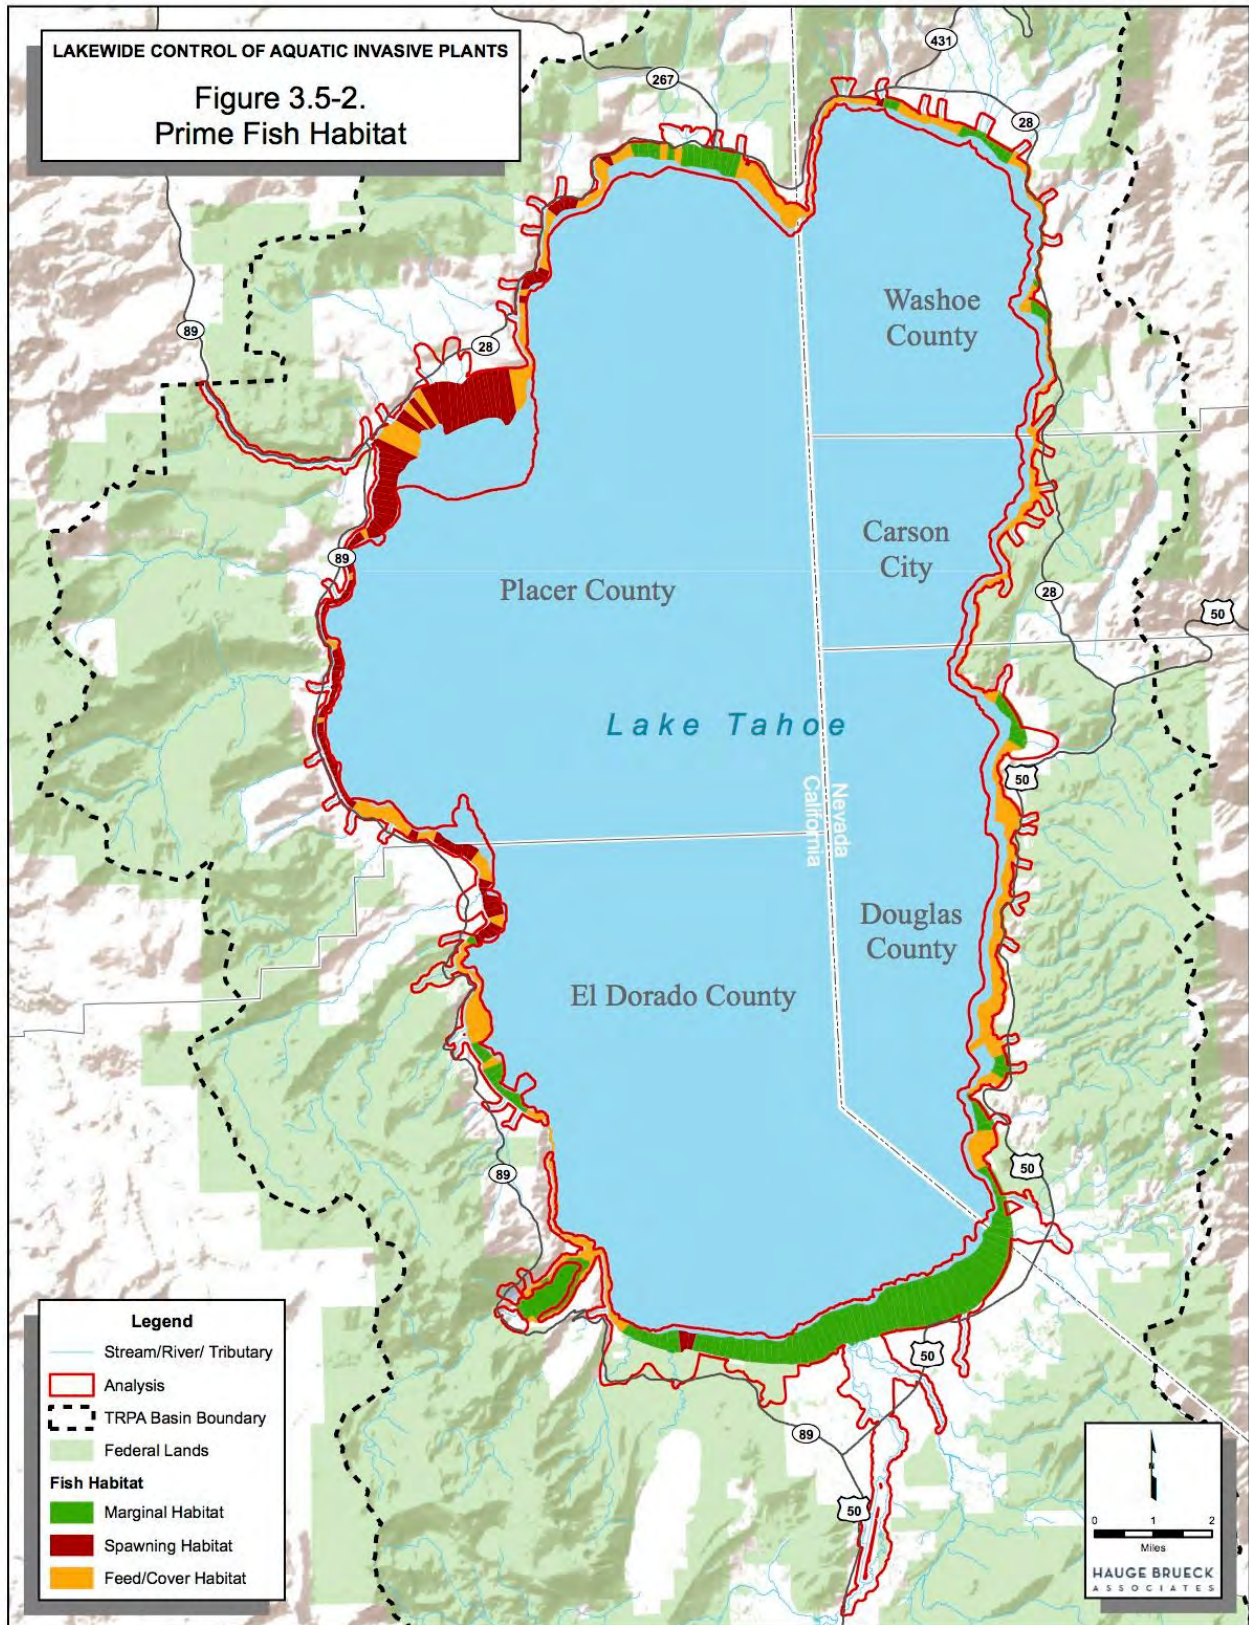 LAKEWIDE CONTROL OF AQUATIC INVASIVE PLANTS
Figure 3.5-2.
Prime Fish Habitat
431
267
28
89
28
Washoe
County
Carson
City
89
Placer County
28
50
Lake Tahoe
50
Nevada
California
Douglas
County
El Dorado County
50
89
50
89
50
Legend
Stream/River/ Tributary
Analysis
TRPA Basin Boundary
Federal Lands
Fish Habitat
Marginal Habitat
Spawning Habitat
Feed/Cover Habitat
N
0 1 2
Miles
HAUGE BRUECK
ASSOCIATES